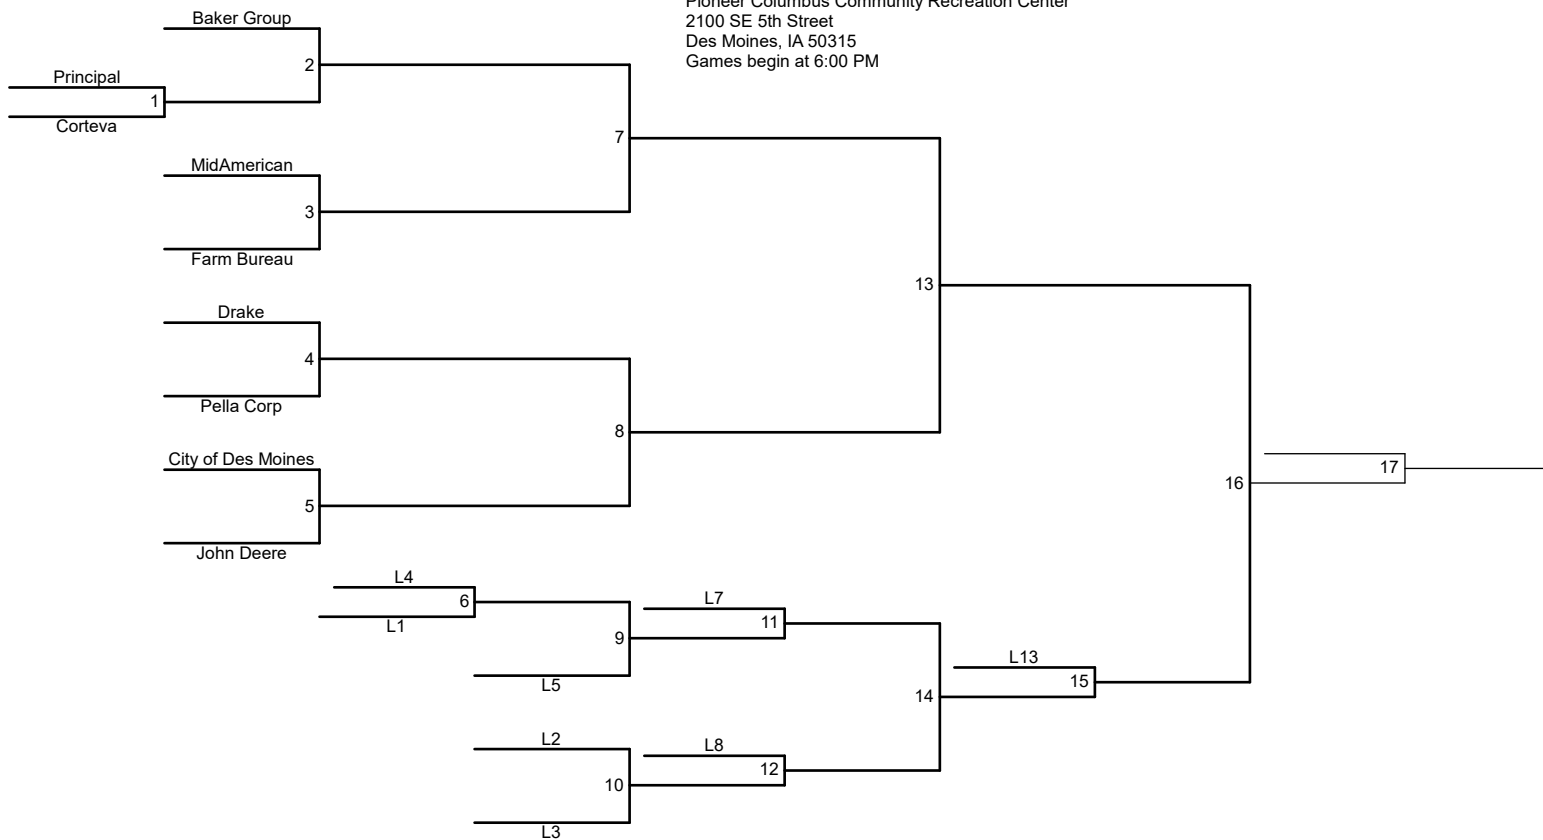 Pioneer Columbus Community Recreation Center
2100 SE 5th Street
Des Moines, IA 50315
Games begin at 6:00 PM
Baker Group
2
Principal
1
Corteva
7
MidAmerican
3
Farm Bureau
13
Drake
4
Pella Corp
8
City of Des Moines
5
John Deere
17
16
L4
6
L1
L7
11
9
L5
L13
15
14
L2
L8
12
10
L3